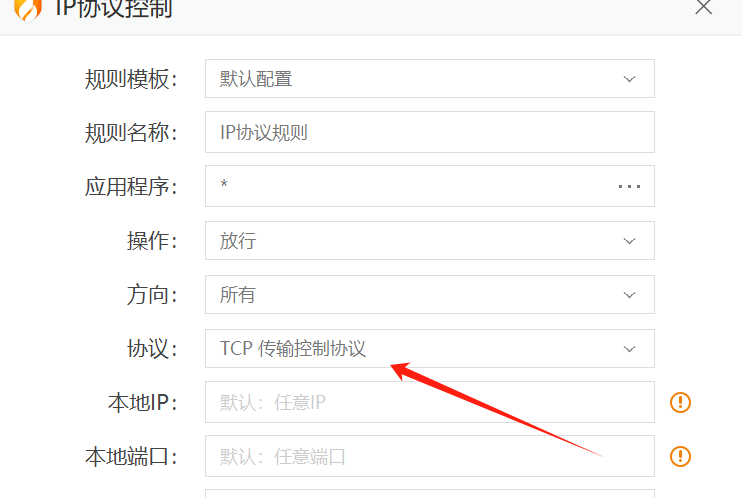 IP协议控制
规则模板： 默认配置
规则名称： IP协议规则
应用程序： *
操作： 放行
方向： 所有
协议： TCP 传输控制协议
本地IP： 默认：任意IP
本地端口： 默认：任意端口